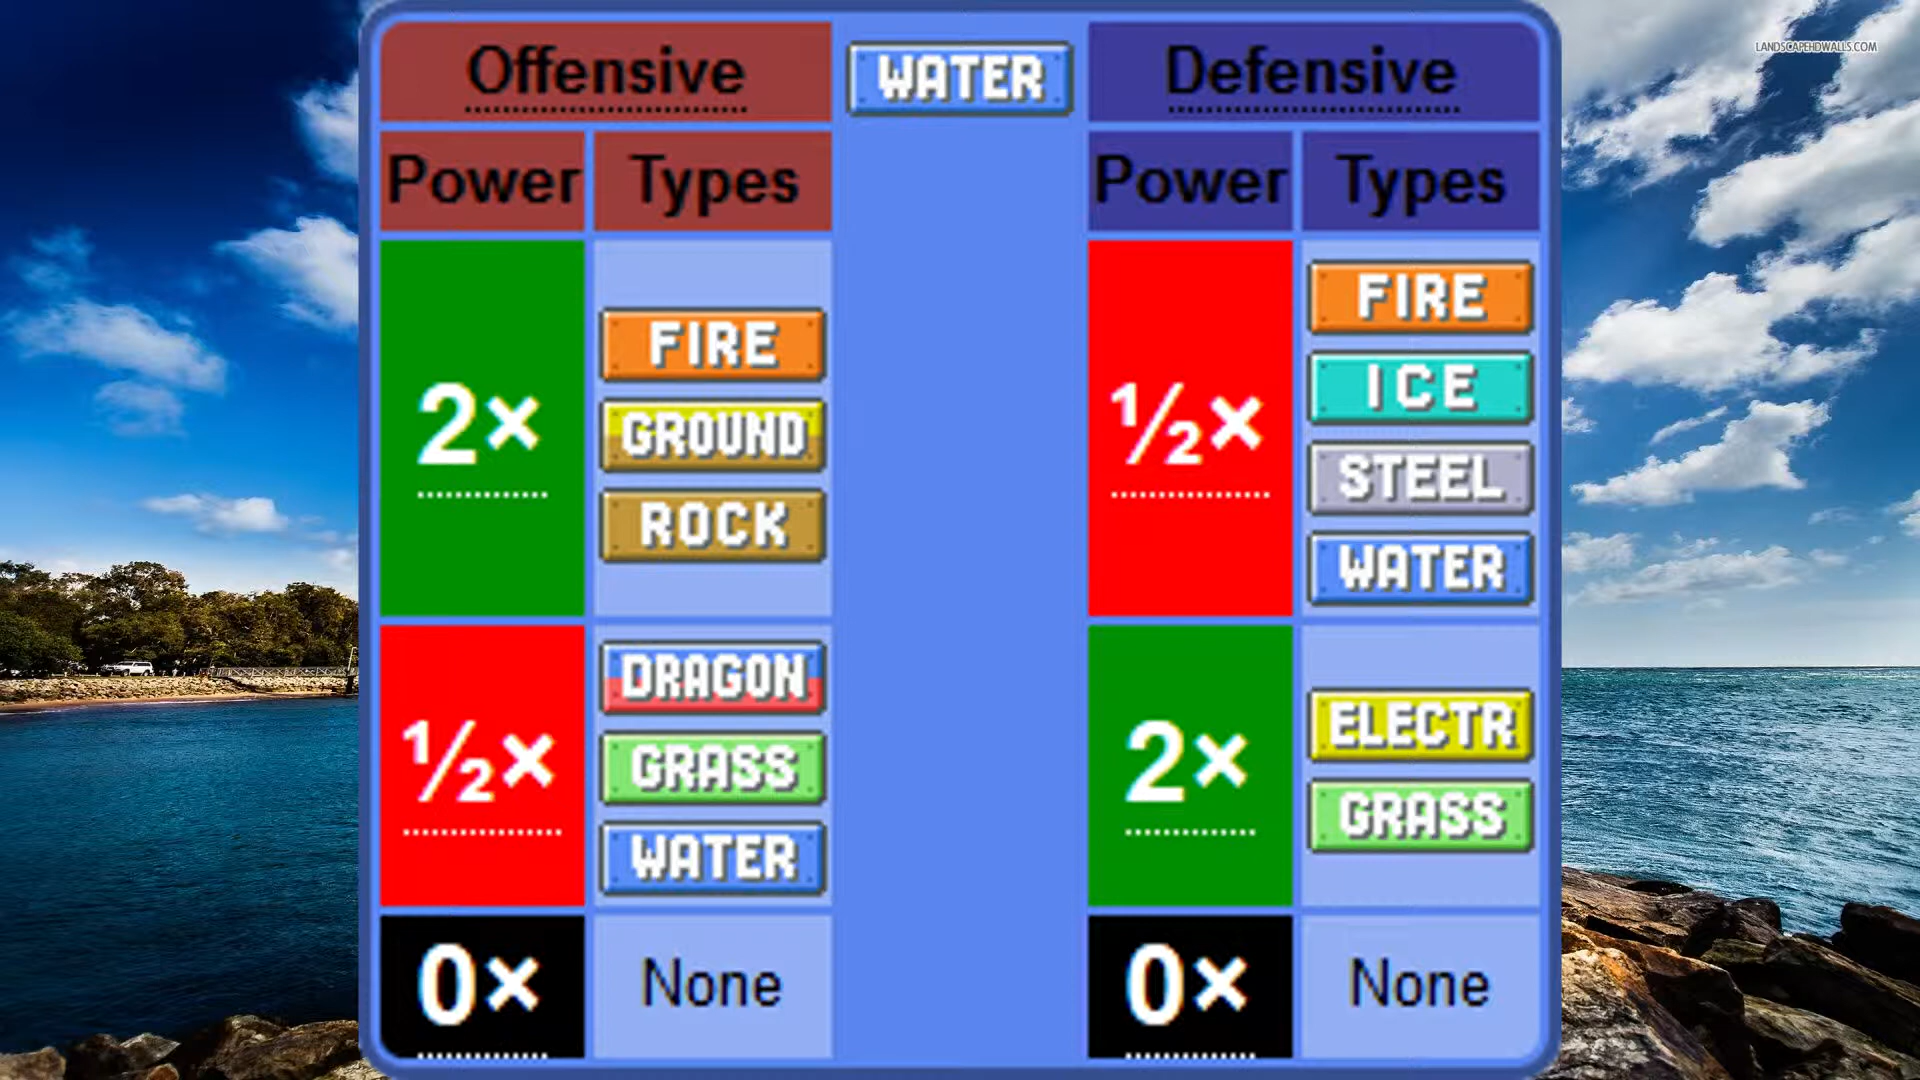 Offensive
WATER
Defensive
Power
Types
Power
Types
2×
FIRE
GROUND
ROCK
½×
FIRE
ICE
STEEL
WATER
½×
DRAGON
GRASS
WATER
2×
ELECTR
GRASS
0×
None
0×
None
LANDSCAPEHDWALLS.COM